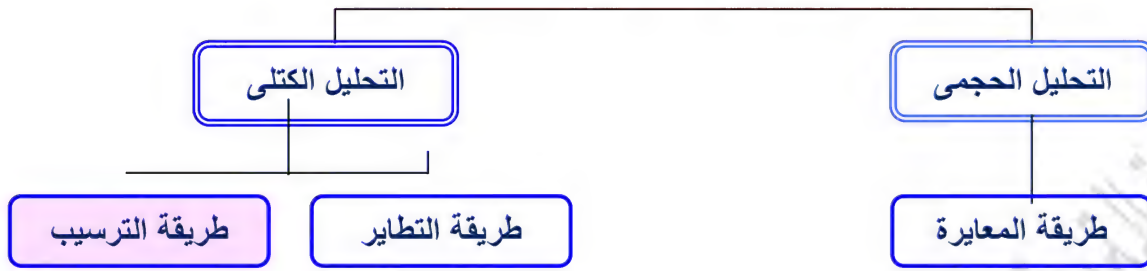 التحليل الحجمى
التحليل الكتلى
طريقة المعايرة
طريقة التطاير
طريقة الترسيب